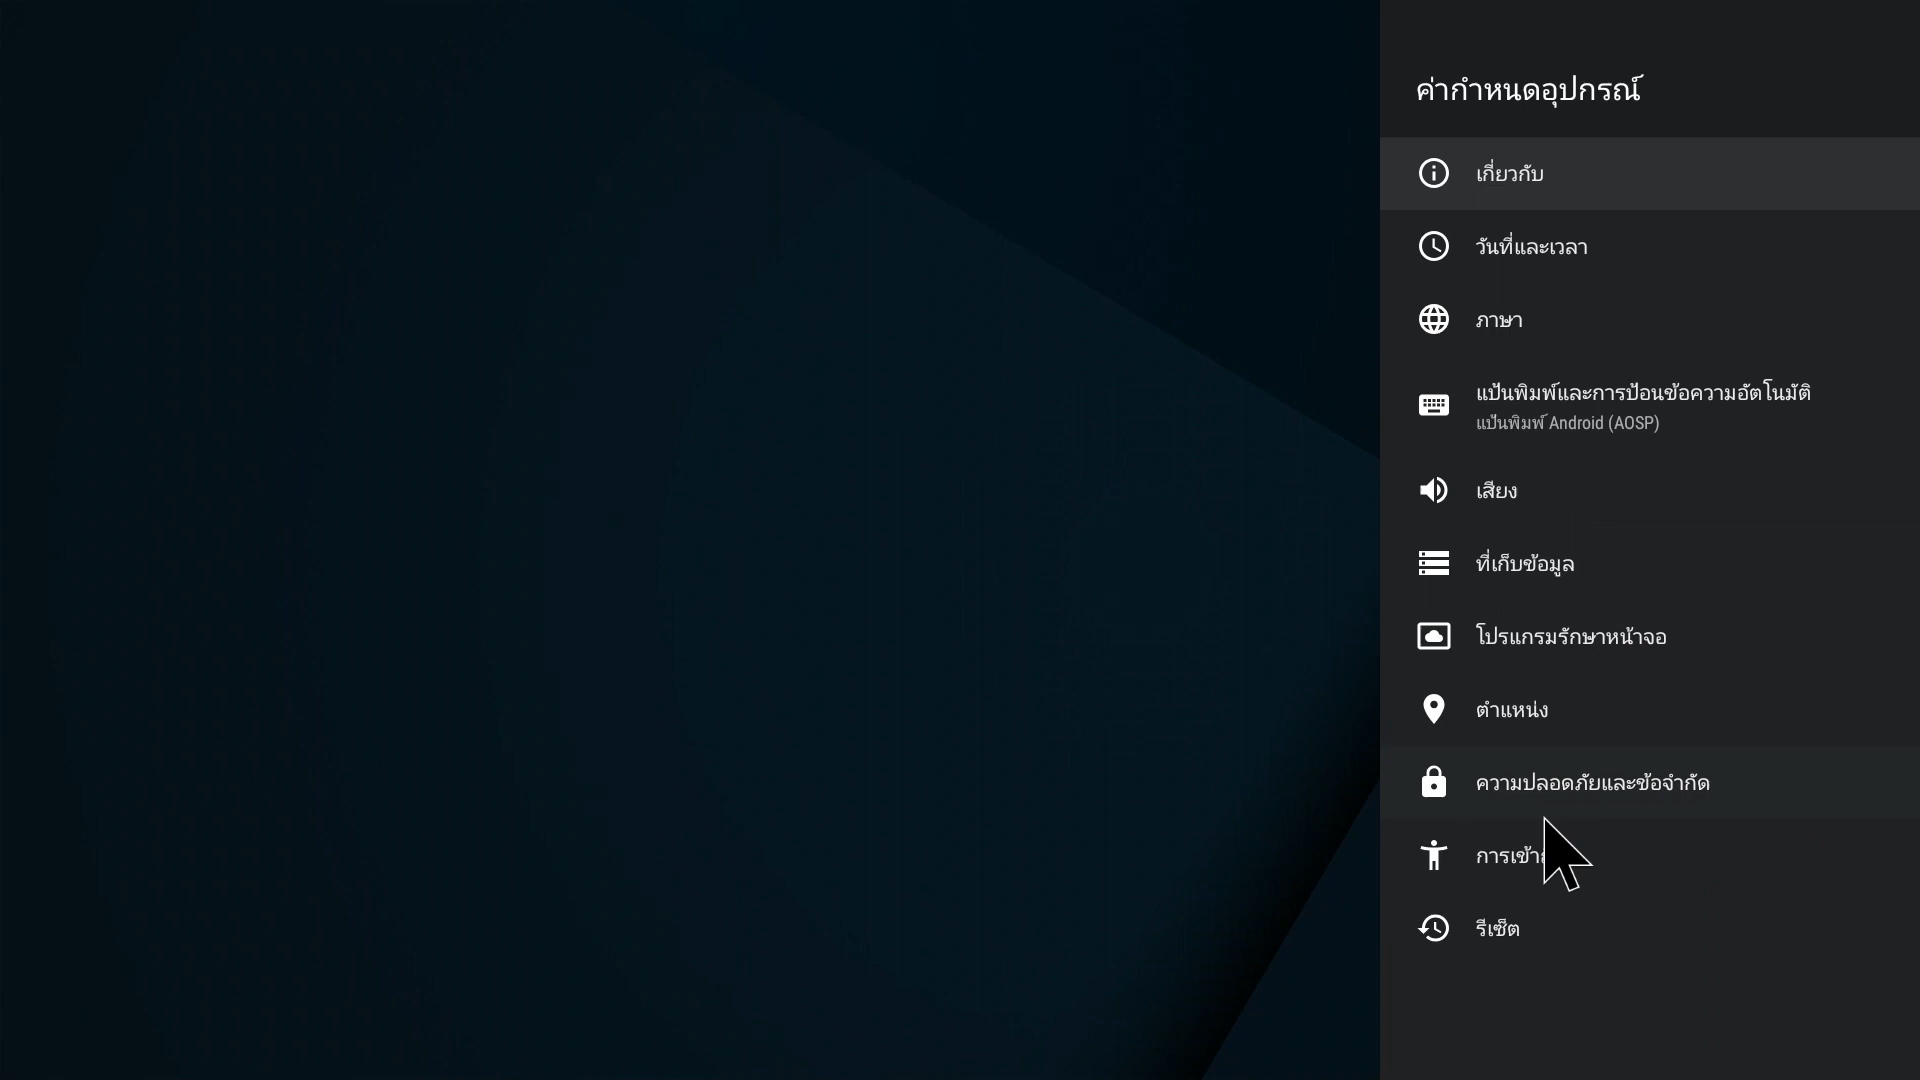 ค่ากำหนดอุปกรณ์
เกี่ยวกับ
วันที่และเวลา
ภาษา
แป้นพิมพ์และการป้อนข้อความอัตโนมัติ
แป้นพิมพ์ Android (AOSP)
เสียง
ที่เก็บข้อมูล
โปรแกรมรักษาหน้าจอ
ตำแหน่ง
ความปลอดภัยและข้อจำกัด
รีเซ็ต